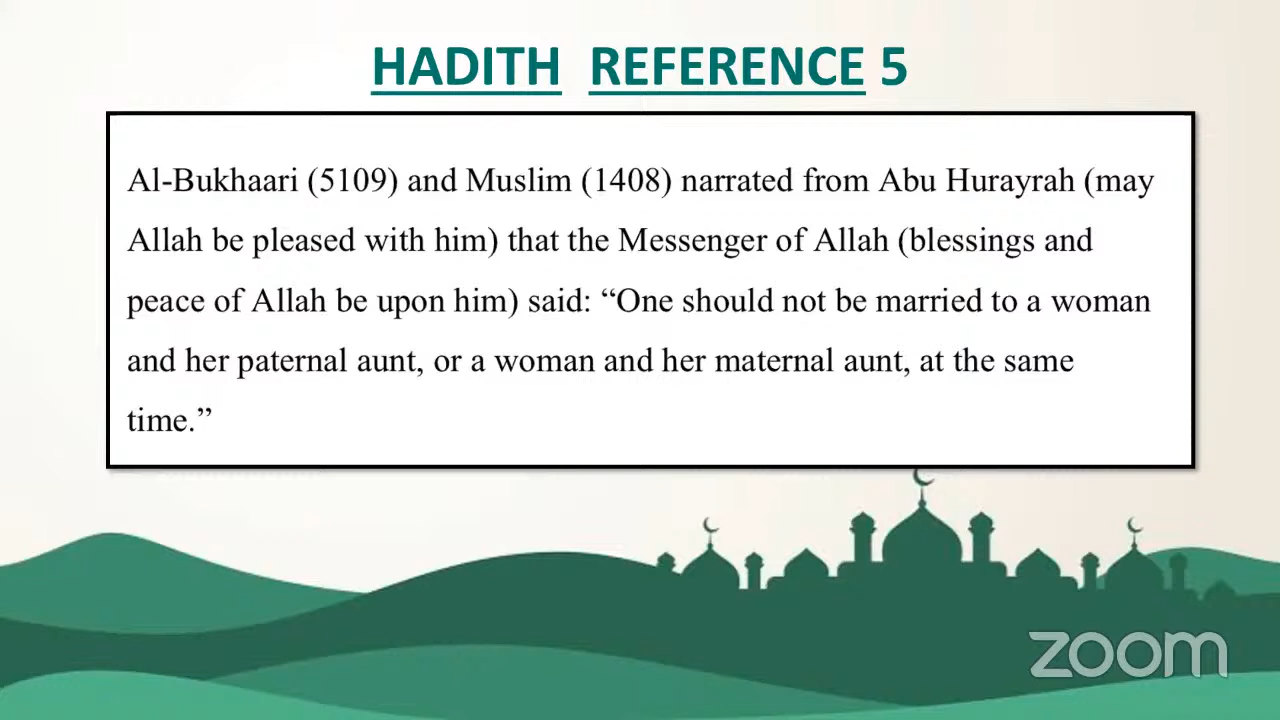 HADITH REFERENCE 5
Al-Bukhaari (5109) and Muslim (1408) narrated from Abu Hurayrah (may
Allah be pleased with him) that the Messenger of Allah (blessings and
peace of Allah be upon him) said: “One should not be married to a woman
and her paternal aunt, or a woman and her maternal aunt, at the same
time.”
zoom